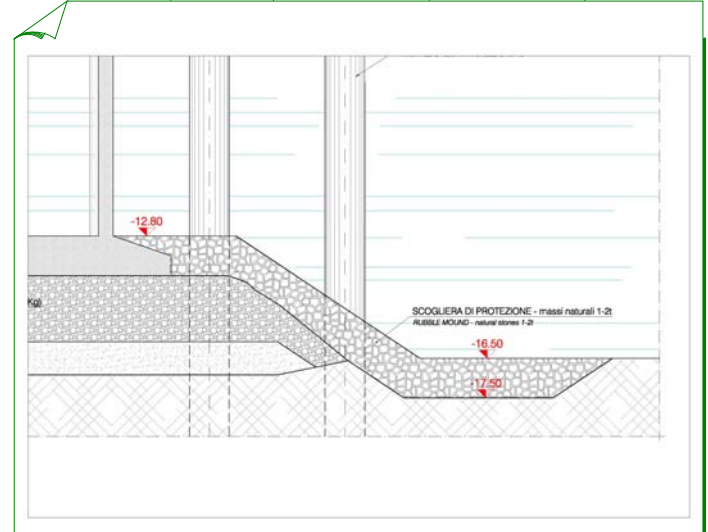 -12.80
Kg)
SCOGLIERA DI PROTEZIONE - massi naturali 1-2t
RUBBLE MOUND - natural stones 1-2t
-16.50
-17.50